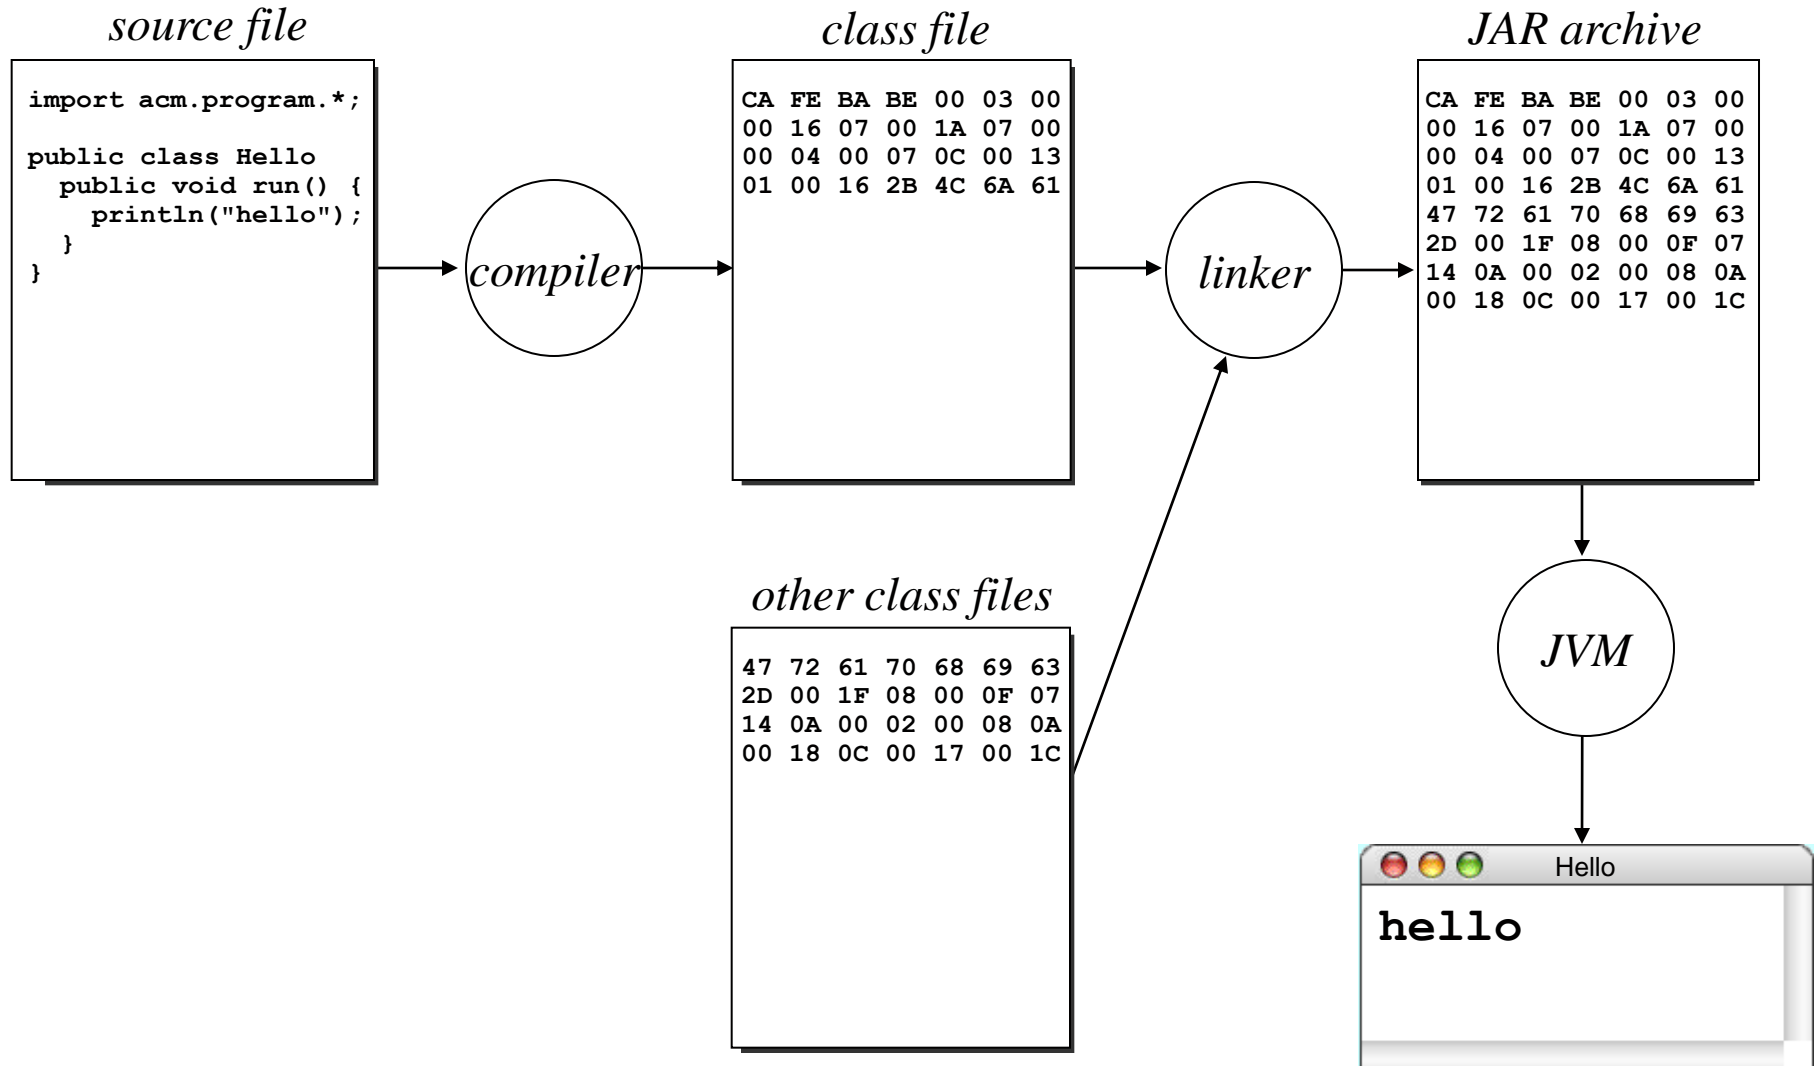 source file
import acm.program.*;
public class Hello
public void run() {
println("hello");
}
}
compiler
class file
CA FE BA BE 00 03 00
00 16 07 00 1A 07 00
00 04 00 07 0C 00 13
01 00 16 2B 4C 6A 61
other class files
47 72 61 70 68 69 63
2D 00 1F 08 00 0F 07
14 0A 00 02 00 08 0A
00 18 0C 00 17 00 1C
linker
JAR archive
CA FE BA BE 00 03 00
00 16 07 00 1A 07 00
00 04 00 07 0C 00 13
01 00 16 2B 4C 6A 61
47 72 61 70 68 69 63
2D 00 1F 08 00 0F 07
14 0A 00 02 00 08 0A
00 18 0C 00 17 00 1C
JVM
Hello
hello